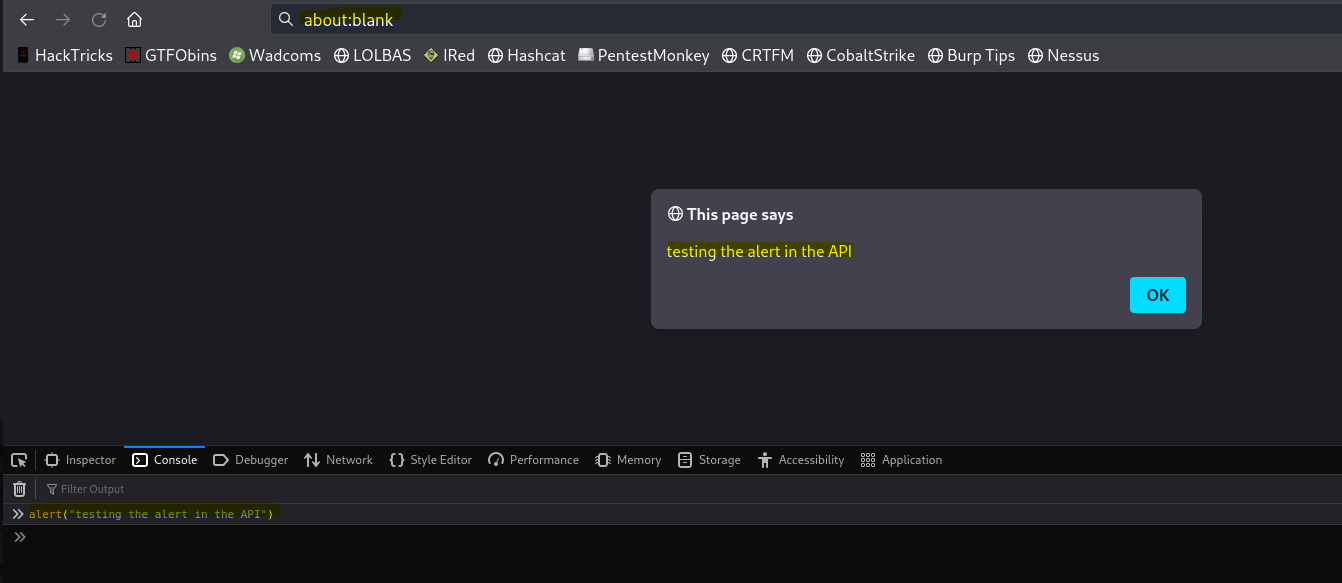 about:blank
HackTricks GTFObins Wadcoms LOLBAS IRed Hashcat PentestMonkey CRTFM CobaltStrike Burp Tips Nessus
This page says
testing the alert in the API
OK
Inspector Console Debugger Network Style Editor Performance Memory Storage Accessibility Application
Filter Output
alert("testing the alert in the API")